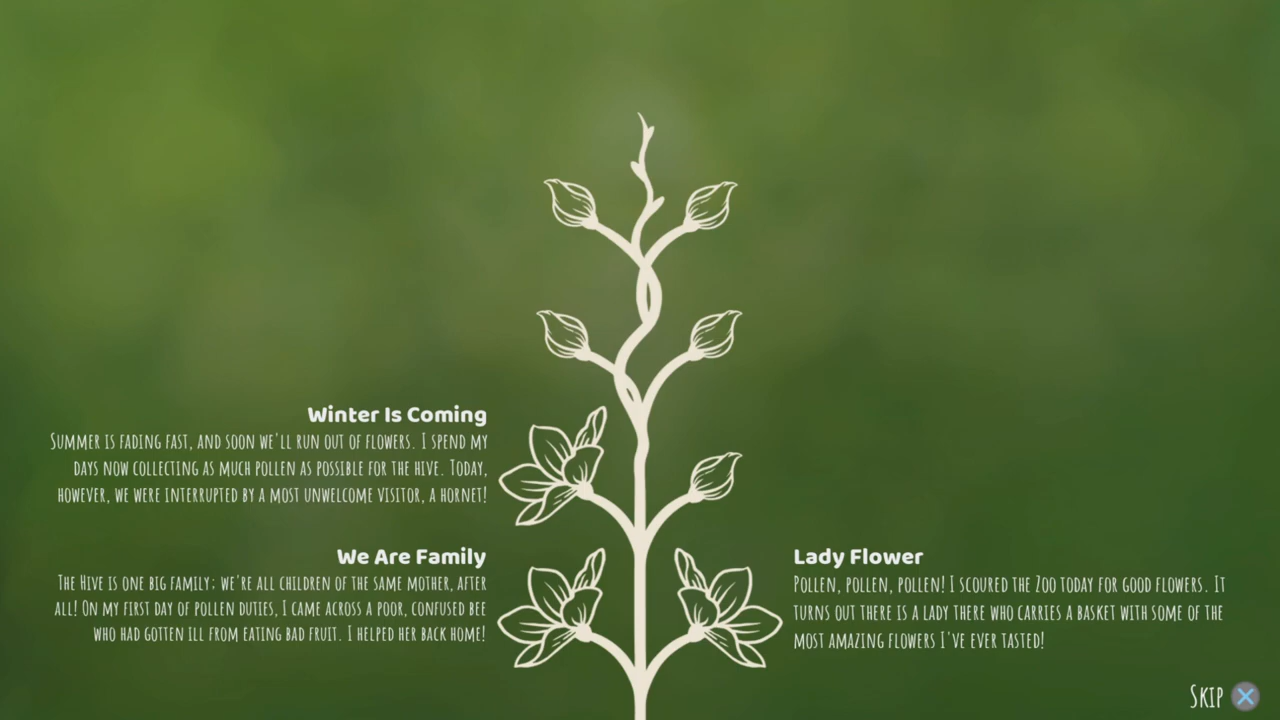 Winter Is Coming
Summer is fading fast, and soon we'll run out of flowers. I spend my
days now collecting as much pollen as possible for the hive. Today,
however, we were interrupted by a most unwelcome visitor, a hornet!
We Are Family
The Hive is one big family; we're all children of the same mother, after
all! On my first day of pollen duties, I came across a poor, confused bee
who had gotten ill from eating bad fruit. I helped her back home!
Lady Flower
Pollen, pollen, pollen! I scoured the Zoo today for good flowers. It
turns out there is a lady there who carries a basket with some of the
most amazing flowers I've ever tasted!
Skip